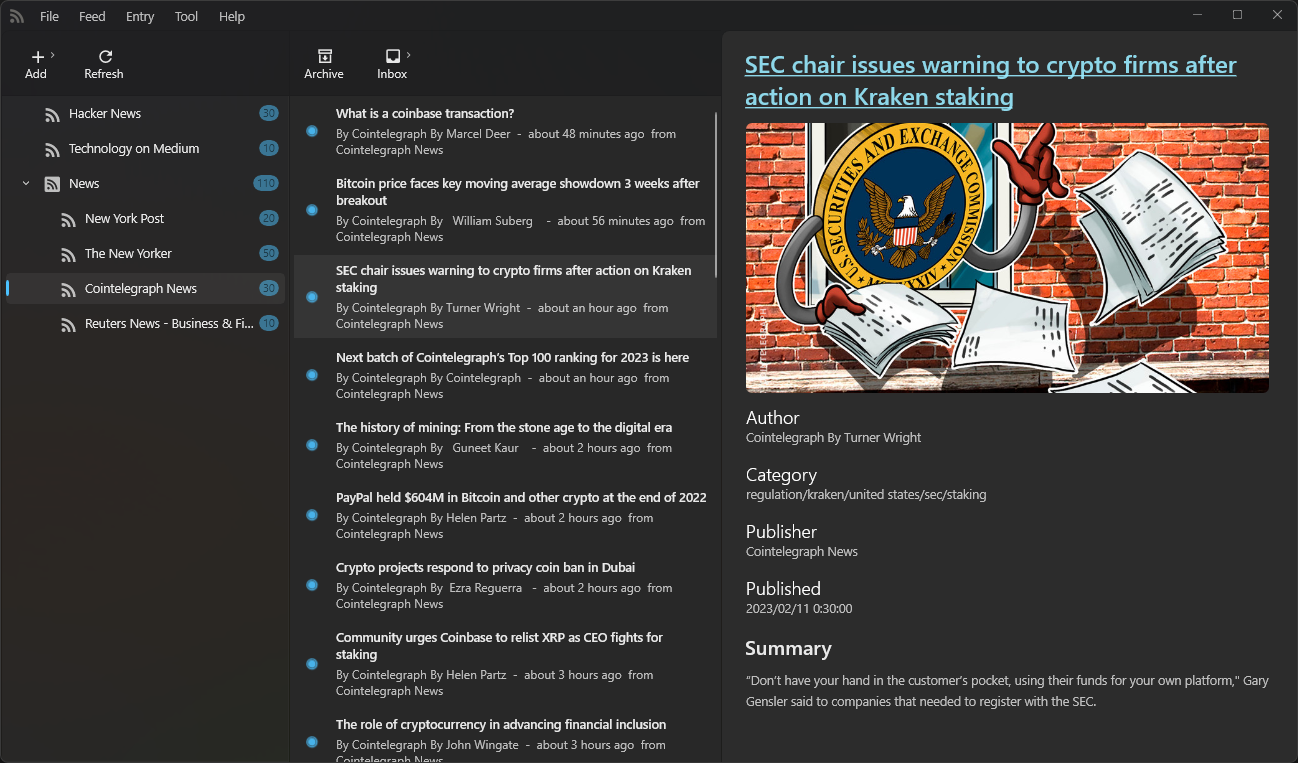 File Feed Entry Tool Help
Add
Refresh
Hacker News 30
Technology on Medium 10
News 110
New York Post 20
The New Yorker 50
Cointelegraph News 30
Reuters News - Business & Fi... 10
Archive
Inbox
What is a coinbase transaction?
By Cointelegraph By Marcel Deer - about 48 minutes ago from
Cointelegraph News
Bitcoin price faces key moving average showdown 3 weeks after
breakout
By Cointelegraph By William Suberg - about 56 minutes ago from
Cointelegraph News
SEC chair issues warning to crypto firms after action on Kraken
staking
By Cointelegraph By Turner Wright - about an hour ago from
Cointelegraph News
Next batch of Cointelegraph’s Top 100 ranking for 2023 is here
By Cointelegraph By Cointelegraph - about an hour ago from
Cointelegraph News
The history of mining: From the stone age to the digital era
By Cointelegraph By Guneet Kaur - about 2 hours ago from
Cointelegraph News
PayPal held $604M in Bitcoin and other crypto at the end of 2022
By Cointelegraph By Helen Partz - about 2 hours ago from
Cointelegraph News
Crypto projects respond to privacy coin ban in Dubai
By Cointelegraph By Ezra Reguerra - about 2 hours ago from
Cointelegraph News
Community urges Coinbase to relist XRP as CEO fights for
staking
By Cointelegraph By Helen Partz - about 3 hours ago from
Cointelegraph News
The role of cryptocurrency in advancing financial inclusion
By Cointelegraph By John Wingate - about 3 hours ago from
Cointelegraph News
SEC chair issues warning to crypto firms after
action on Kraken staking
U.S. SECURITIES AND EXCHANGE COMMISSION
Author
Cointelegraph By Turner Wright
Category
regulation/kraken/united states/sec/staking
Publisher
Cointelegraph News
Published
2023/02/11 0:30:00
Summary
“Don’t have your hand in the customer’s pocket, using their funds for your own platform," Gary
Gensler said to companies that needed to register with the SEC.